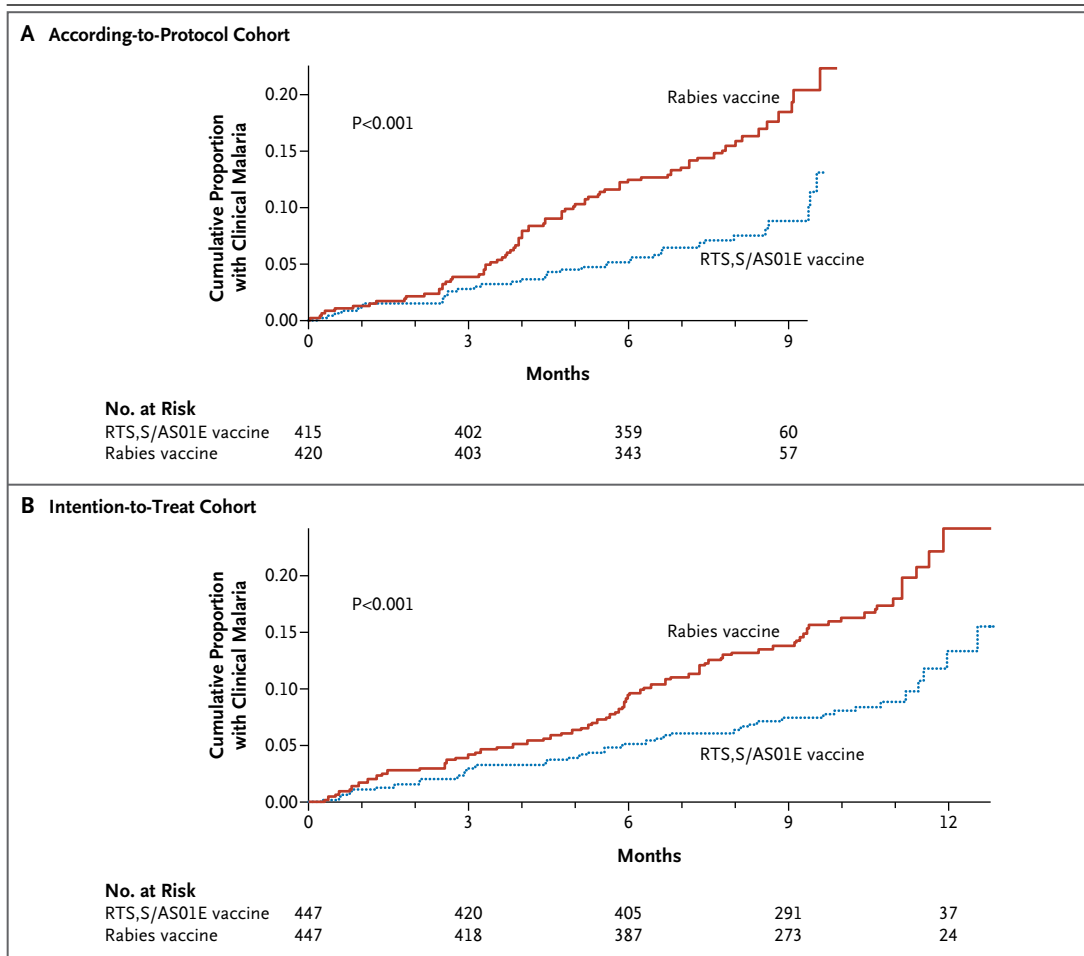 A According-to-Protocol Cohort
Cumulative Proportion
with Clinical Malaria
0.20
0.15
0.10
0.05
0.00
P<0.001
Rabies vaccine
RTS,S/AS01E vaccine
0 3 6 9
Months
No. at Risk
RTS,S/AS01E vaccine 415 402 359 60
Rabies vaccine 420 403 343 57
B Intention-to-Treat Cohort
Cumulative Proportion
with Clinical Malaria
0.20
0.15
0.10
0.05
0.00
P<0.001
Rabies vaccine
RTS,S/AS01E vaccine
0 3 6 9 12
Months
No. at Risk
RTS,S/AS01E vaccine 447 420 405 291 37
Rabies vaccine 447 418 387 273 24